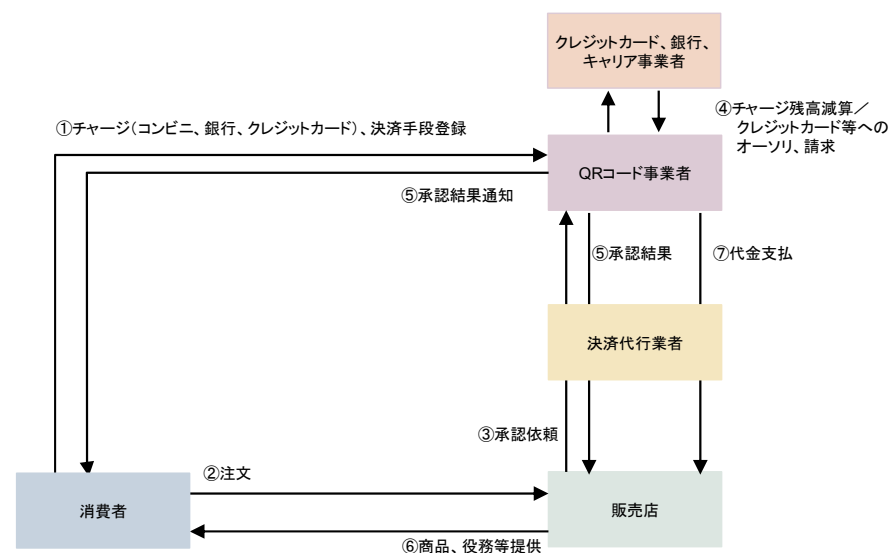 クレジットカード、銀行、
キャリア事業者
①チャージ（コンビニ、銀行、クレジットカード）、決済手段登録
④チャージ残高減算／
クレジットカード等への
オーソリ、請求
QRコード事業者
⑤承認結果通知
⑤承認結果
⑦代金支払
決済代行業者
③承認依頼
②注文
消費者
販売店
⑥商品、役務等提供